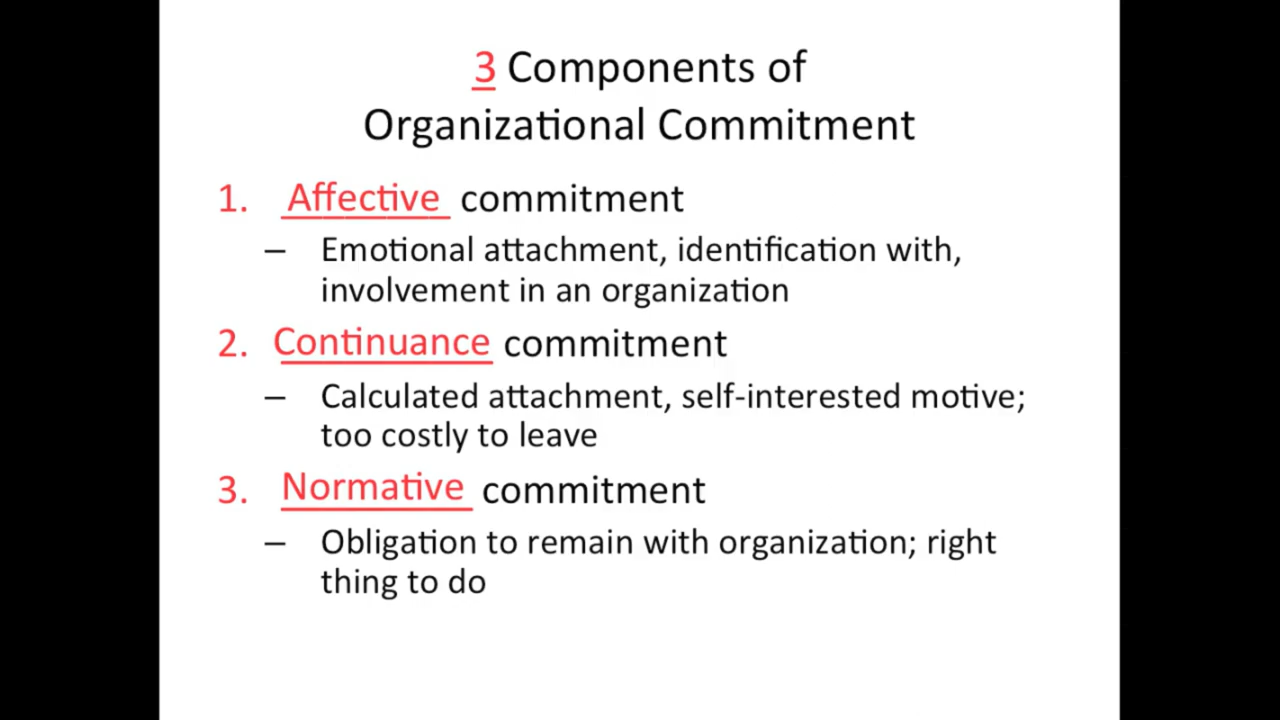 3 Components of
Organizational Commitment
1. Affective commitment
– Emotional attachment, identification with,
involvement in an organization
2. Continuance commitment
– Calculated attachment, self-interested motive;
too costly to leave
3. Normative commitment
– Obligation to remain with organization; right
thing to do